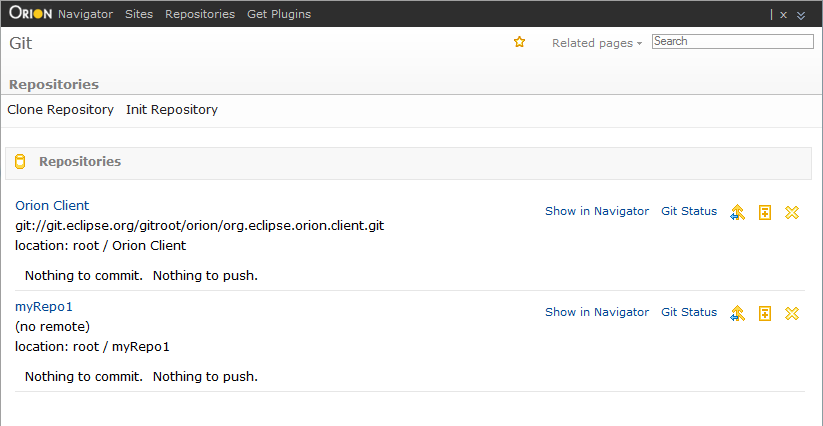 ORION Navigator Sites Repositories Get Plugins | x
Git Related pages Search
Repositories
Clone Repository Init Repository
Repositories
Orion Client Show in Navigator Git Status
git://git.eclipse.org/gitroot/orion/org.eclipse.orion.client.git
location: root / Orion Client
Nothing to commit. Nothing to push.
myRepo1 Show in Navigator Git Status
(no remote)
location: root / myRepo1
Nothing to commit. Nothing to push.